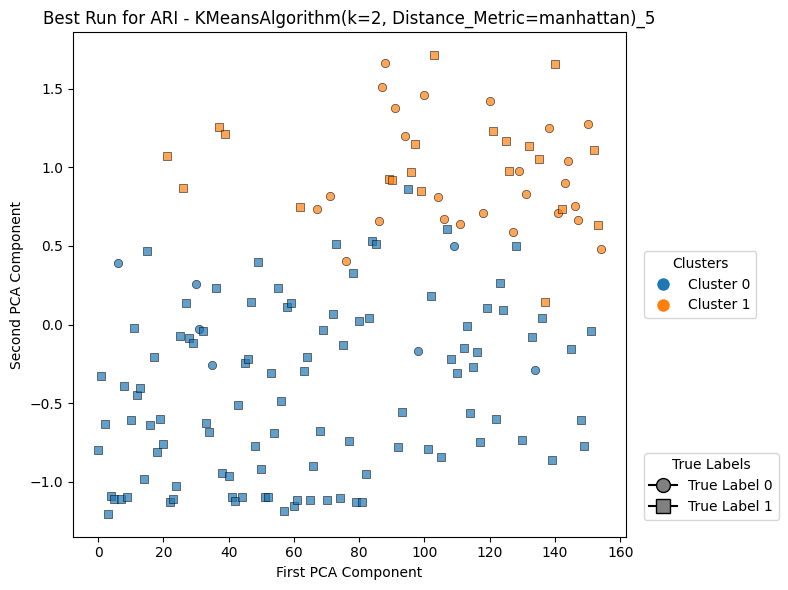 Best Run for ARI - KMeansAlgorithm(k=2, Distance_Metric=manhattan)_5
Second PCA Component
1.5
1.0
0.5
0.0
−0.5
−1.0
0 20 40 60 80 100 120 140 160
First PCA Component
Clusters
Cluster 0
Cluster 1
True Labels
True Label 0
True Label 1